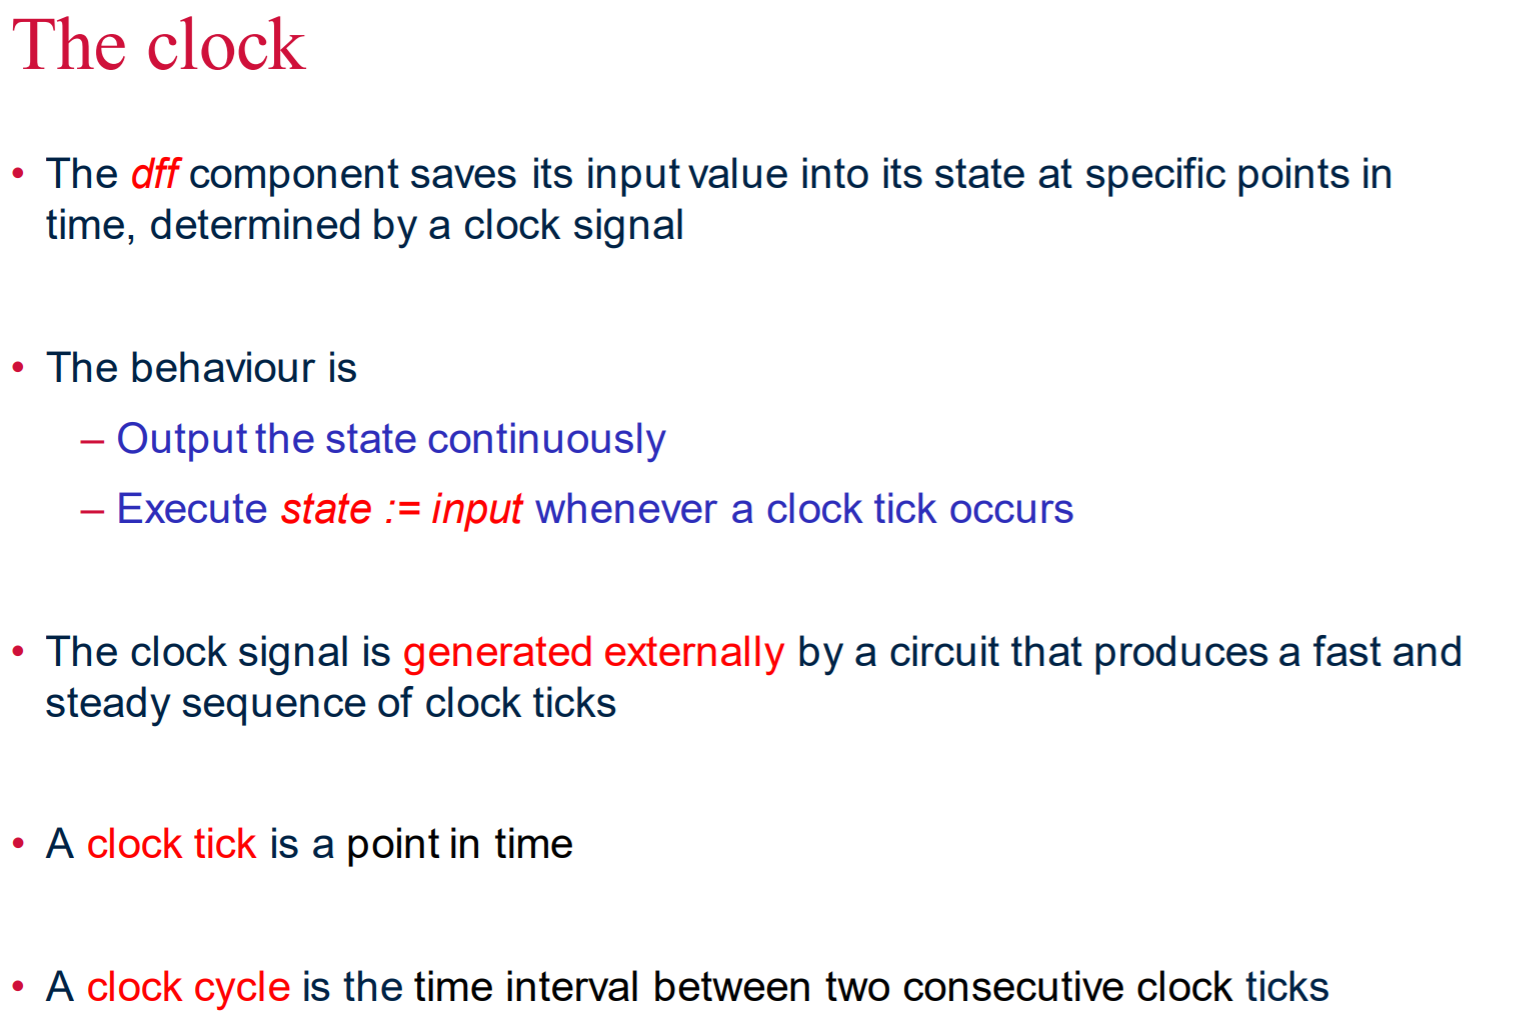 The clock
• The dff component saves its input value into its state at specific points in
time, determined by a clock signal
• The behaviour is
– Output the state continuously
– Execute state := input whenever a clock tick occurs
• The clock signal is generated externally by a circuit that produces a fast and
steady sequence of clock ticks
• A clock tick is a point in time
• A clock cycle is the time interval between two consecutive clock ticks